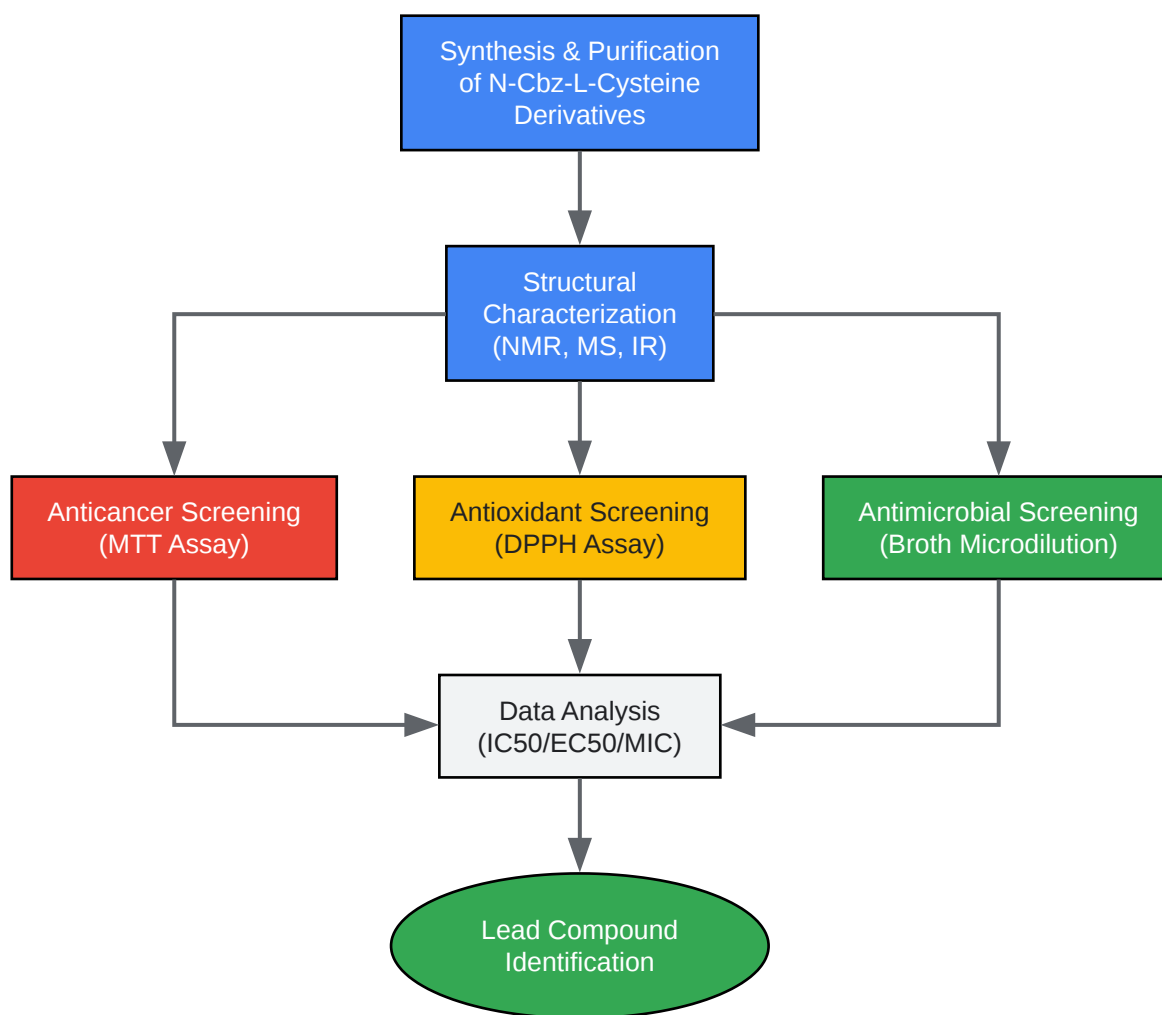 Synthesis & Purification
of N-Cbz-L-Cysteine
Derivatives
Structural
Characterization
(NMR, MS, IR)
Anticancer Screening
(MTT Assay)
Antioxidant Screening
(DPPH Assay)
Antimicrobial Screening
(Broth Microdilution)
Data Analysis
(IC50/EC50/MIC)
Lead Compound
Identification